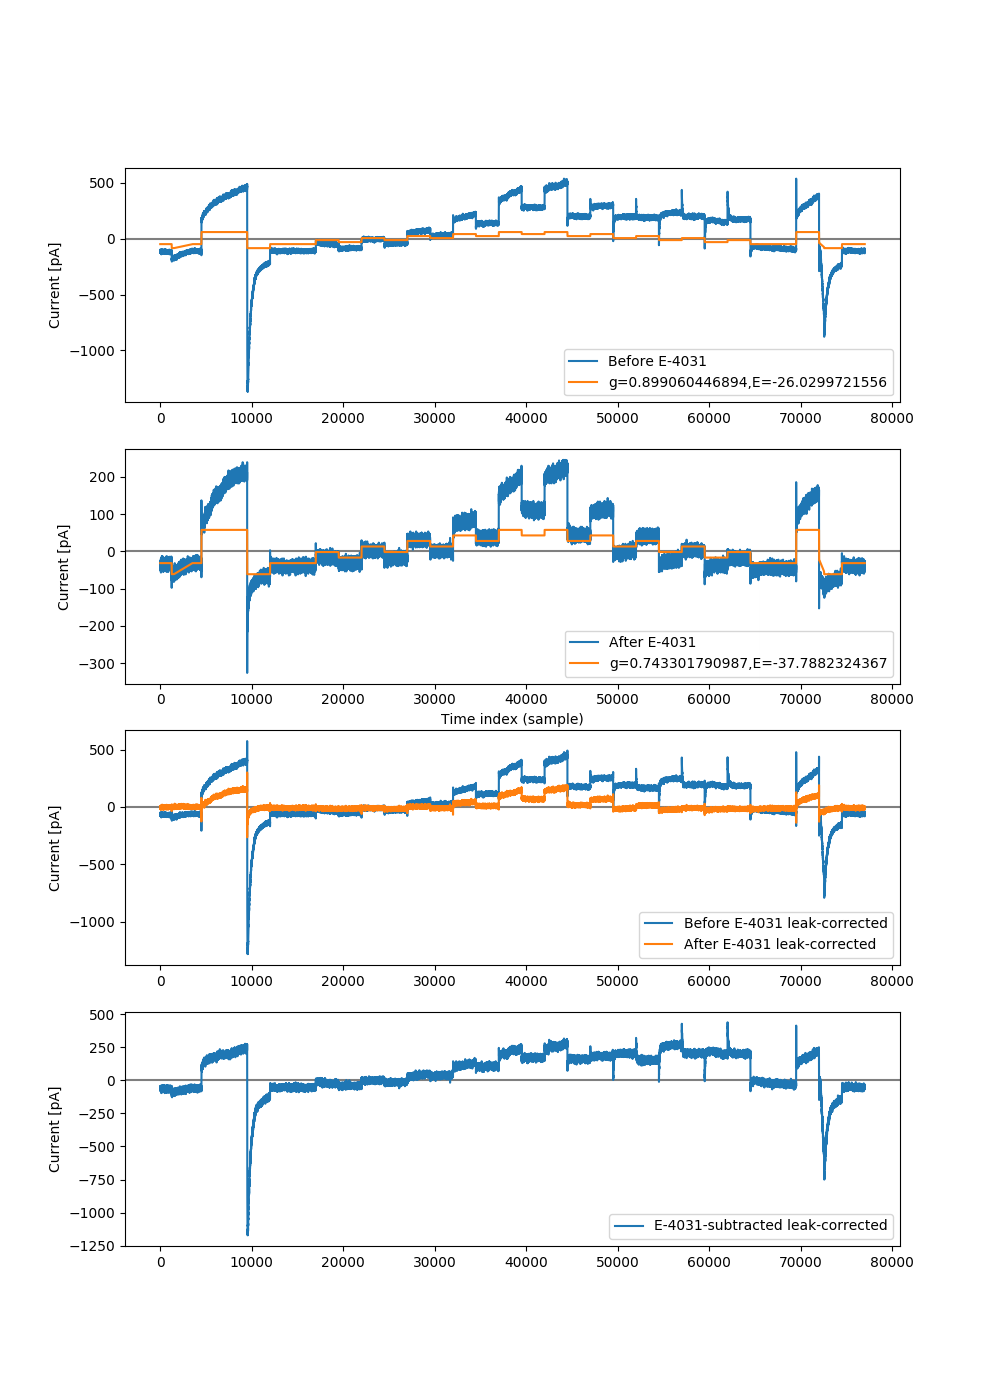 500
0
−500
−1000
Current [pA]
Before E-4031
g=0.899060446894,E=-26.0299721556
0 10000 20000 30000 40000 50000 60000 70000 80000
200
100
0
−100
−200
−300
Current [pA]
After E-4031
g=0.743301790987,E=-37.7882324367
0 10000 20000 30000 40000 50000 60000 70000 80000
Time index (sample)
500
0
−500
−1000
Current [pA]
Before E-4031 leak-corrected
After E-4031 leak-corrected
0 10000 20000 30000 40000 50000 60000 70000 80000
500
250
0
−250
−500
−750
−1000
−1250
Current [pA]
E-4031-subtracted leak-corrected
0 10000 20000 30000 40000 50000 60000 70000 80000